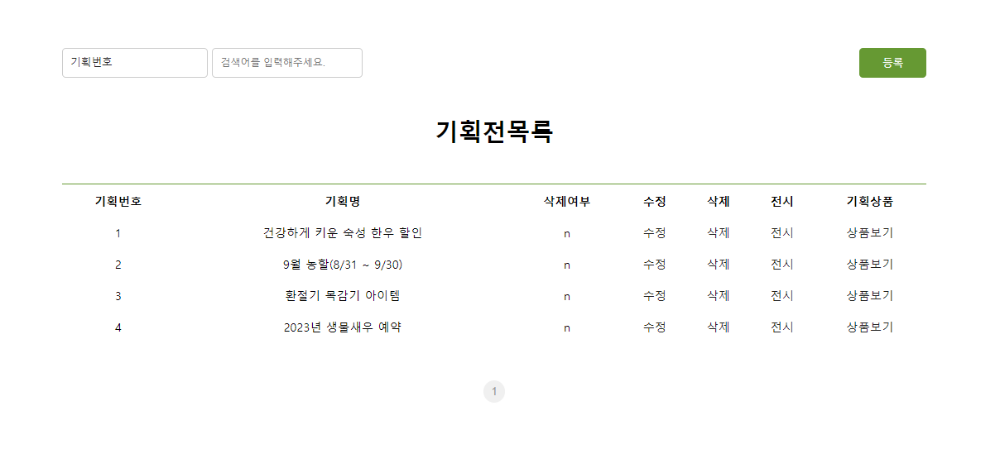 기획번호 검색어를 입력해주세요. 등록
기획전목록
기획번호 기획명 삭제여부 수정 삭제 전시 기획상품
1 건강하게 키운 숙성 한우 할인 n 수정 삭제 전시 상품보기
2 9월 농할(8/31 ~ 9/30) n 수정 삭제 전시 상품보기
3 환절기 목감기 아이템 n 수정 삭제 전시 상품보기
4 2023년 생물새우 예약 n 수정 삭제 전시 상품보기
1